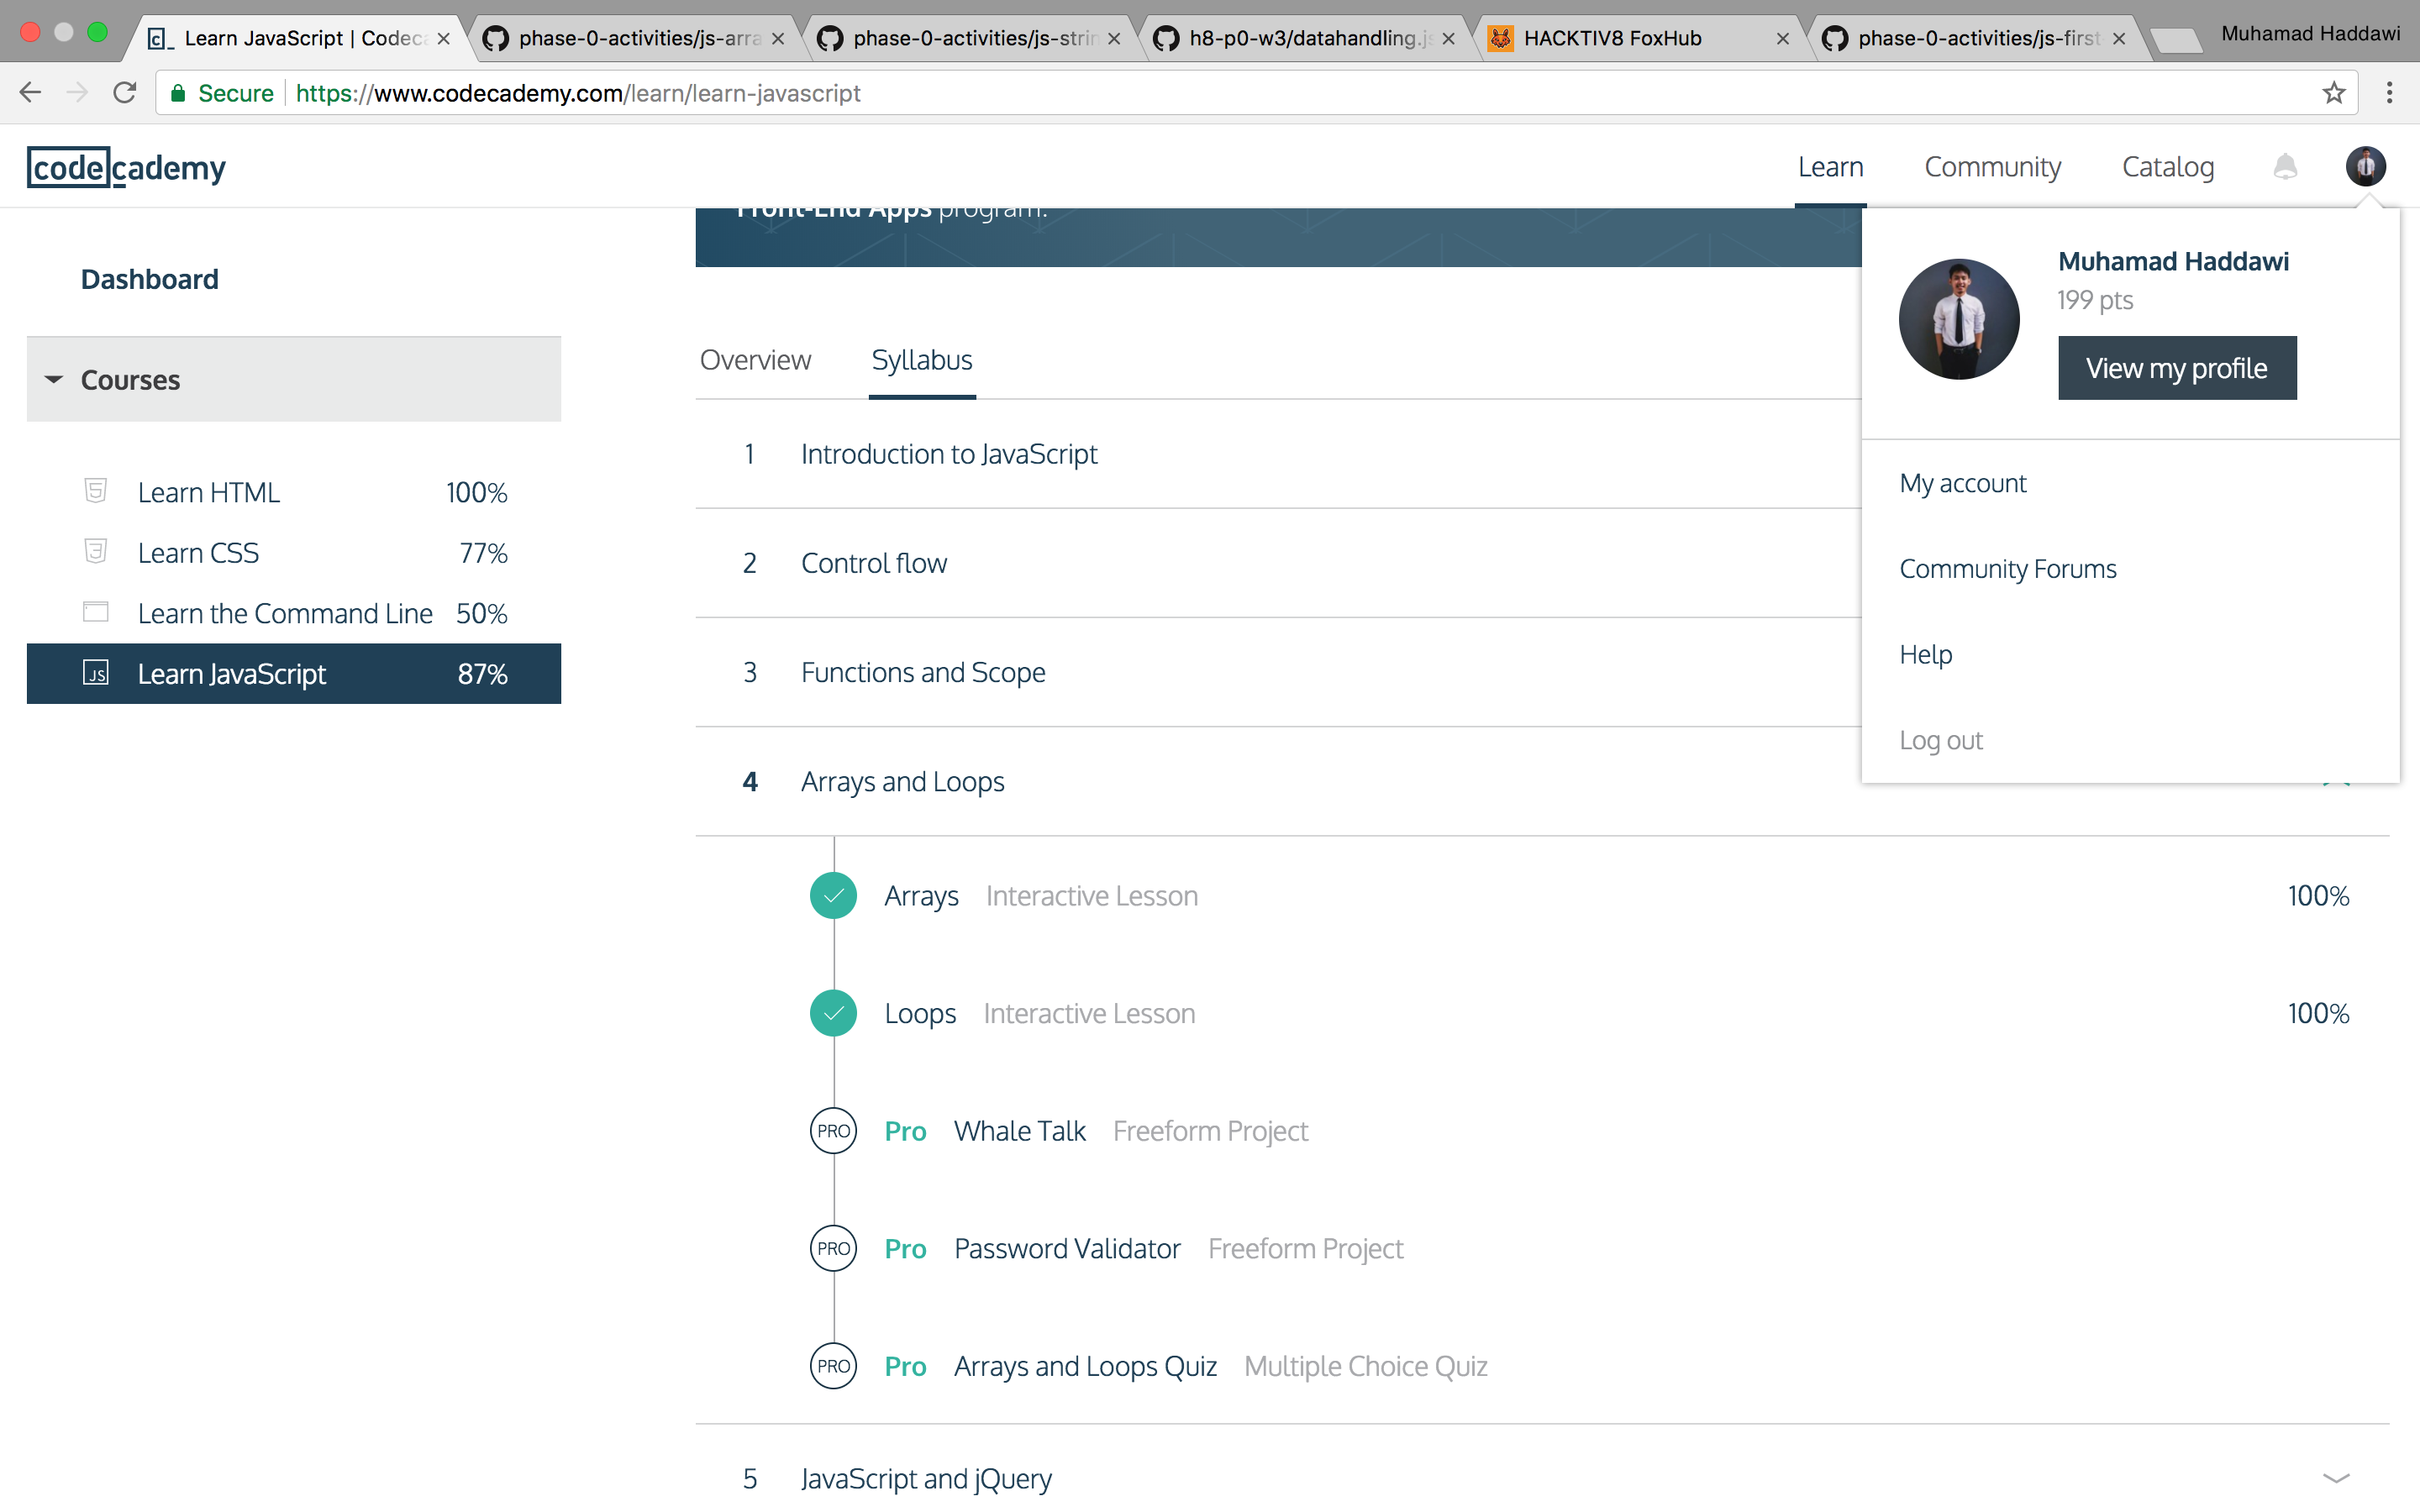 Learn JavaScript | Codeca
phase-0-activities/js-arra
phase-0-activities/js-strin
h8-p0-w3/datahandling.js
HACKTIV8 FoxHub
phase-0-activities/js-first-
Muhamad Haddawi
Secure
https://www.codecademy.com/learn/learn-javascript
codecademy
Learn
Community
Catalog
Front-End Apps program.
Dashboard
Courses
Learn HTML 100%
Learn CSS 77%
Learn the Command Line 50%
JS Learn JavaScript 87%
Overview
Syllabus
1 Introduction to JavaScript
2 Control flow
3 Functions and Scope
4 Arrays and Loops
Arrays Interactive Lesson 100%
Loops Interactive Lesson 100%
PRO Pro Whale Talk Freeform Project
PRO Pro Password Validator Freeform Project
PRO Pro Arrays and Loops Quiz Multiple Choice Quiz
5 JavaScript and jQuery
Muhamad Haddawi
199 pts
View my profile
My account
Community Forums
Help
Log out